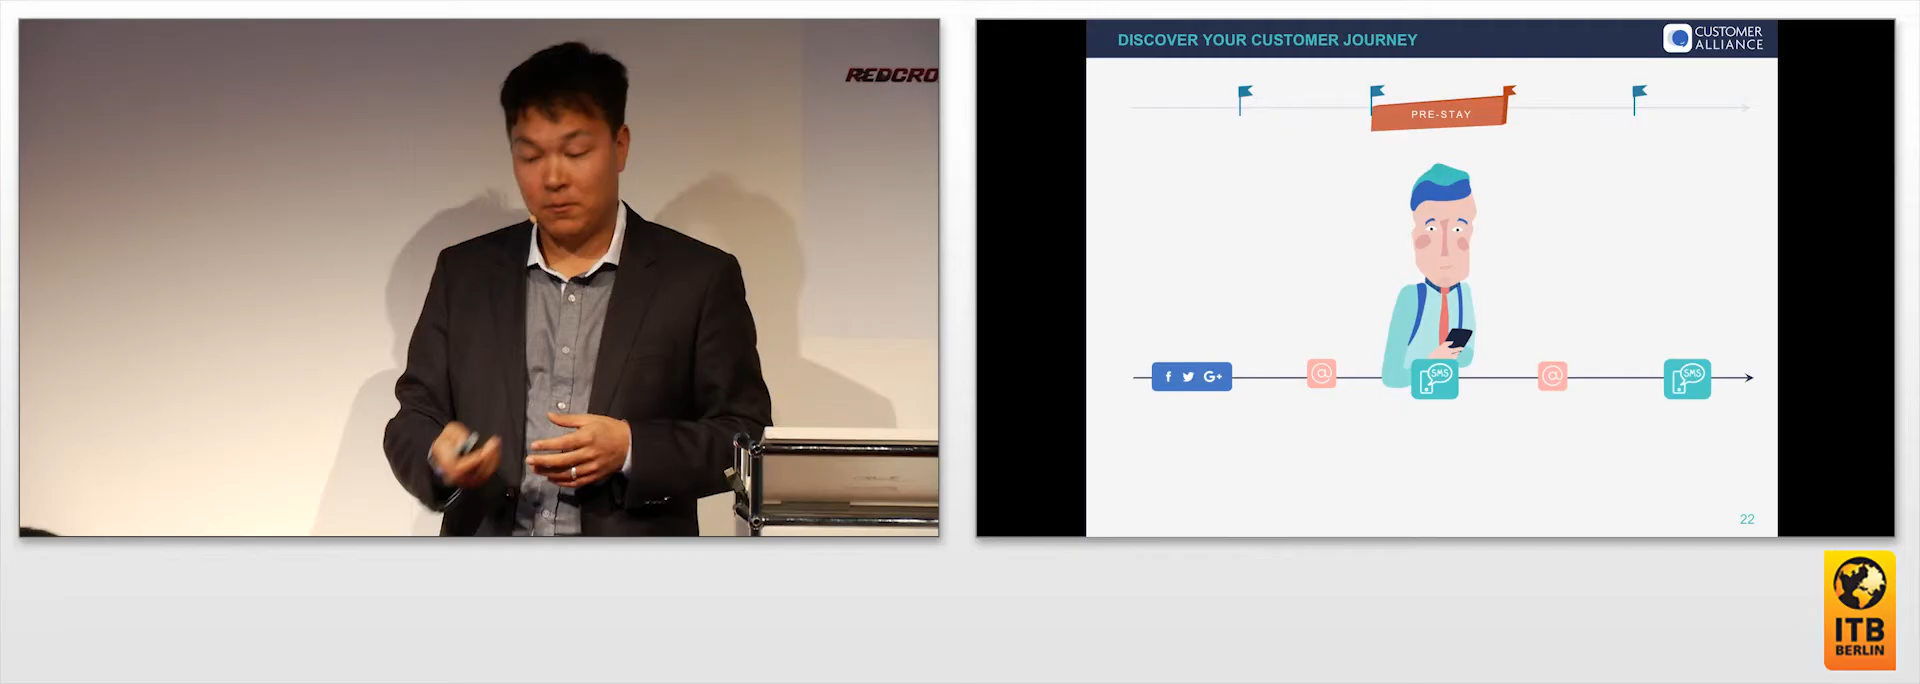 REDCRO
DISCOVER YOUR CUSTOMER JOURNEY
CUSTOMER
ALLIANCE
PRE-STAY
f G+
@
SMS
@
SMS
22
ITB
BERLIN